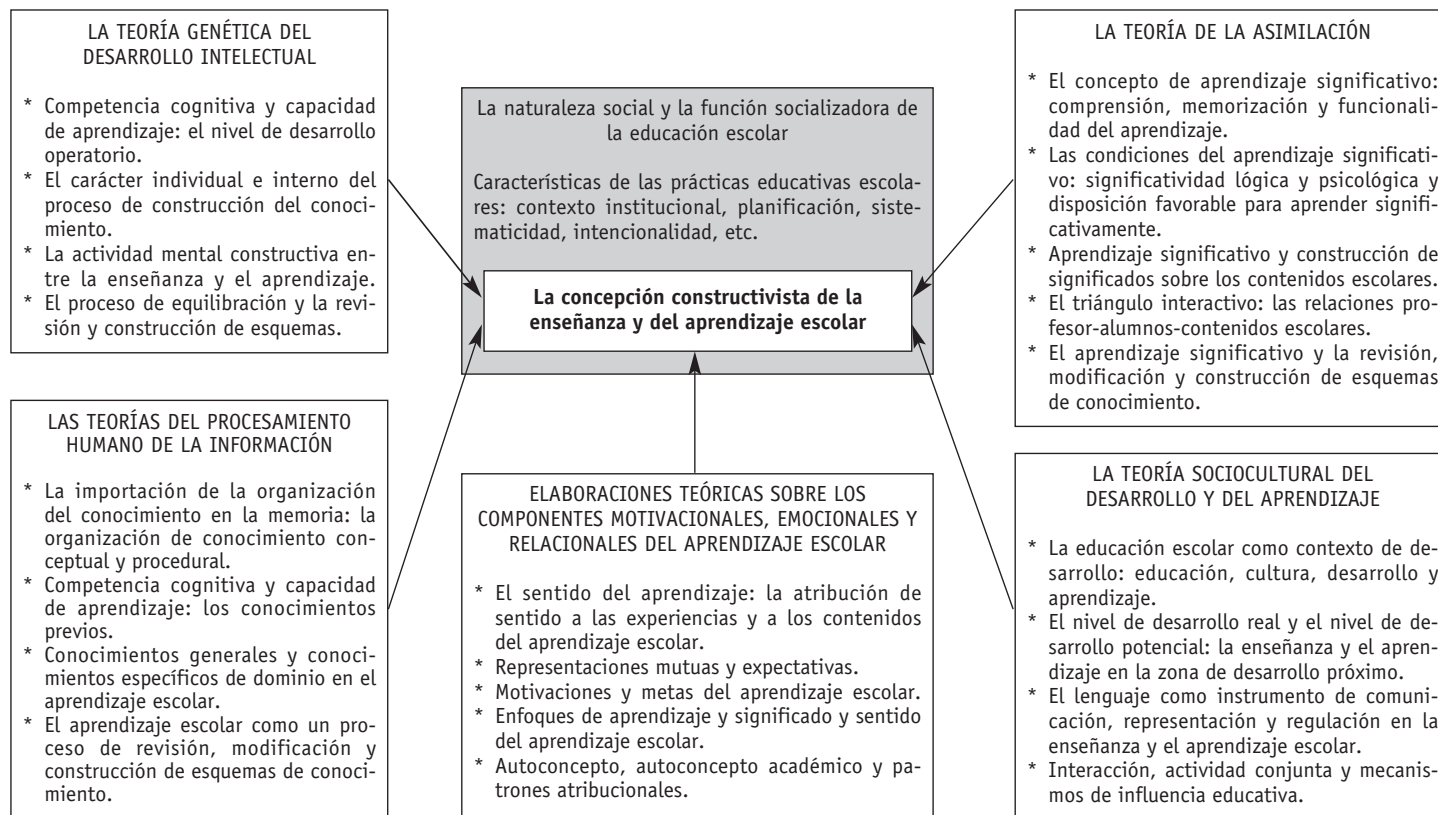 LA TEORÍA GENÉTICA DEL
DESARROLLO INTELECTUAL
* Competencia cognitiva y capacidad
de aprendizaje: el nivel de desarrollo
operatorio.
* El carácter individual e interno del
proceso de construcción del conoci-
miento.
* La actividad mental constructiva en-
tre la enseñanza y el aprendizaje.
* El proceso de equilibración y la revi-
sión y construcción de esquemas.
La naturaleza social y la función socializadora de
la educación escolar
Características de las prácticas educativas escola-
res: contexto institucional, planificación, siste-
maticidad, intencionalidad, etc.
La concepción constructivista de la
enseñanza y del aprendizaje escolar
LA TEORÍA DE LA ASIMILACIÓN
* El concepto de aprendizaje significativo:
comprensión, memorización y funcionali-
dad del aprendizaje.
* Las condiciones del aprendizaje significati-
vo: significatividad lógica y psicológica y
disposición favorable para aprender signifi-
cativamente.
* Aprendizaje significativo y construcción de
significados sobre los contenidos escolares.
* El triángulo interactivo: las relaciones pro-
fesor-alumnos-contenidos escolares.
* El aprendizaje significativo y la revisión,
modificación y construcción de esquemas
de conocimiento.
LAS TEORÍAS DEL PROCESAMIENTO
HUMANO DE LA INFORMACIÓN
* La importación de la organización
del conocimiento en la memoria: la
organización de conocimiento con-
ceptual y procedural.
* Competencia cognitiva y capacidad
de aprendizaje: los conocimientos
previos.
* Conocimientos generales y conoci-
mientos específicos de dominio en el
aprendizaje escolar.
* El aprendizaje escolar como un pro-
ceso de revisión, modificación y
construcción de esquemas de conoci-
miento.
ELABORACIONES TEÓRICAS SOBRE LOS
COMPONENTES MOTIVACIONALES, EMOCIONALES Y
RELACIONALES DEL APRENDIZAJE ESCOLAR
* El sentido del aprendizaje: la atribución de
sentido a las experiencias y a los contenidos
del aprendizaje escolar.
* Representaciones mutuas y expectativas.
* Motivaciones y metas del aprendizaje escolar.
* Enfoques de aprendizaje y significado y sentido
del aprendizaje escolar.
* Autoconcepto, autoconcepto académico y pa-
trones atribucionales.
LA TEORÍA SOCIOCULTURAL DEL
DESARROLLO Y DEL APRENDIZAJE
* La educación escolar como contexto de de-
sarrollo: educación, cultura, desarrollo y
aprendizaje.
* El nivel de desarrollo real y el nivel de de-
sarrollo potencial: la enseñanza y el apren-
dizaje en la zona de desarrollo próximo.
* El lenguaje como instrumento de comuni-
cación, representación y regulación en la
enseñanza y el aprendizaje escolar.
* Interacción, actividad conjunta y mecanis-
mos de influencia educativa.